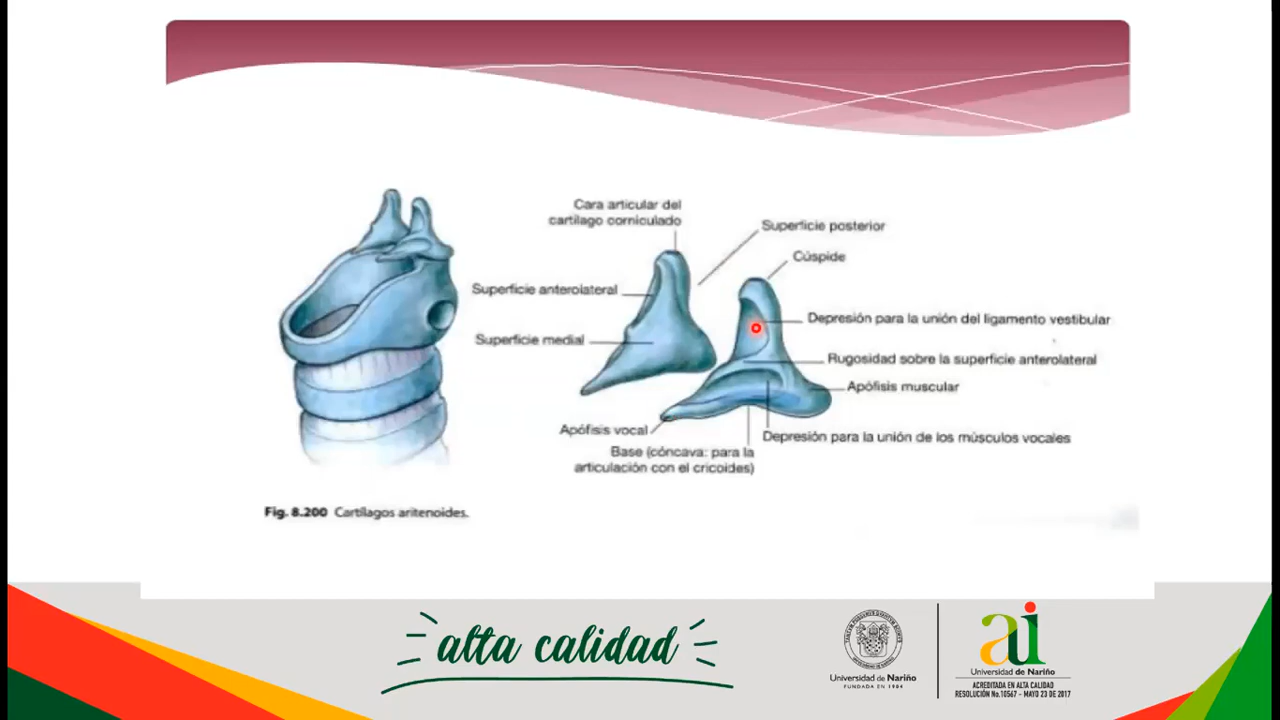 Cara articular del
cartílago corniculado
Superficie posterior
Cúspide
Superficie anterolateral
Depresión para la unión del ligamento vestibular
Superficie medial
Rugosidad sobre la superficie anterolateral
Apófisis muscular
Apófisis vocal
Depresión para la unión de los músculos vocales
Base (cóncava: para la
articulación con el cricoides)
Fig. 8.200 Cartílagos aritenoides.
alta calidad
Universidad de Nariño
FUNDADA EN 1904
aui
Universidad de Nariño
ACREDITADA EN ALTA CALIDAD
RESOLUCIÓN No.10567 - MAYO 23 DE 2017